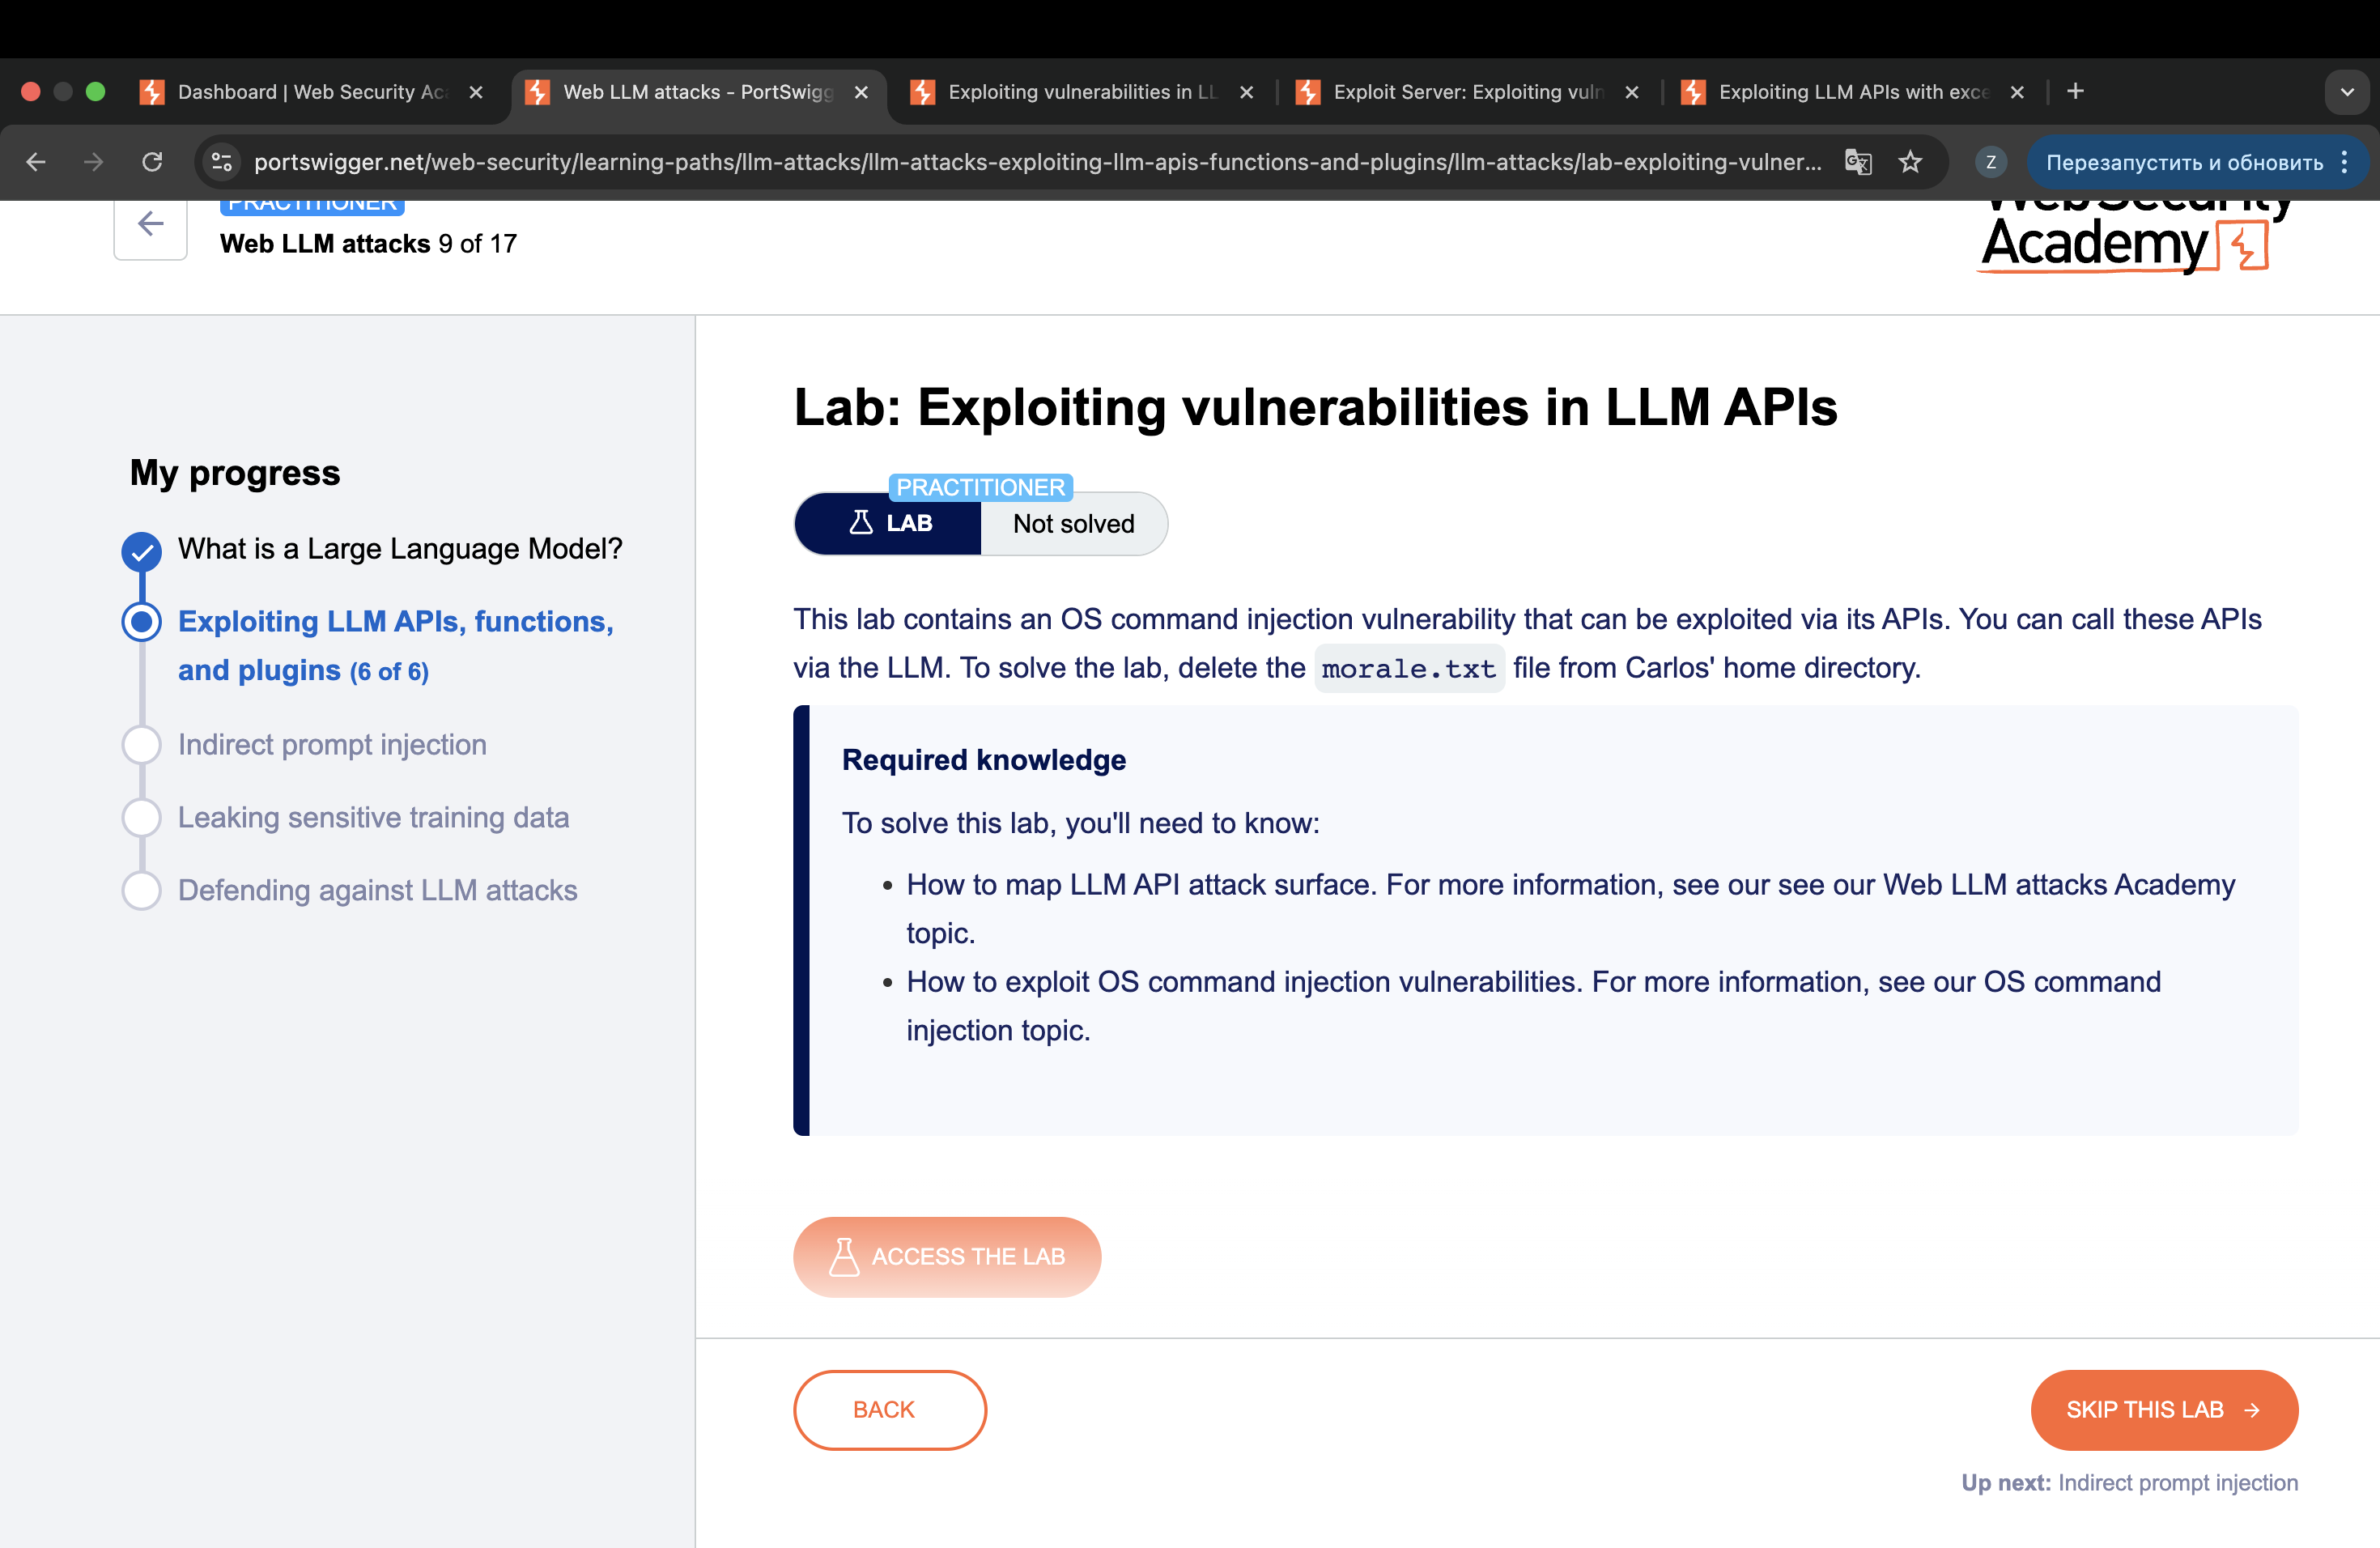 Dashboard | Web Security Aca
Web LLM attacks - PortSwigg
Exploiting vulnerabilities in LL
Exploit Server: Exploiting vuln
Exploiting LLM APIs with exce
portswigger.net/web-security/learning-paths/llm-attacks/llm-attacks-exploiting-llm-apis-functions-and-plugins/llm-attacks/lab-exploiting-vulner...
Z
Перезапустить и обновить
PRACTITIONER
Web LLM attacks 9 of 17
WebSecurity
Academy
My progress
What is a Large Language Model?
Exploiting LLM APIs, functions,
and plugins (6 of 6)
Indirect prompt injection
Leaking sensitive training data
Defending against LLM attacks
Lab: Exploiting vulnerabilities in LLM APIs
PRACTITIONER
LAB
Not solved
This lab contains an OS command injection vulnerability that can be exploited via its APIs. You can call these APIs
via the LLM. To solve the lab, delete the morale.txt file from Carlos' home directory.
Required knowledge
To solve this lab, you'll need to know:
• How to map LLM API attack surface. For more information, see our see our Web LLM attacks Academy
topic.
• How to exploit OS command injection vulnerabilities. For more information, see our OS command
injection topic.
ACCESS THE LAB
BACK
SKIP THIS LAB
Up next: Indirect prompt injection